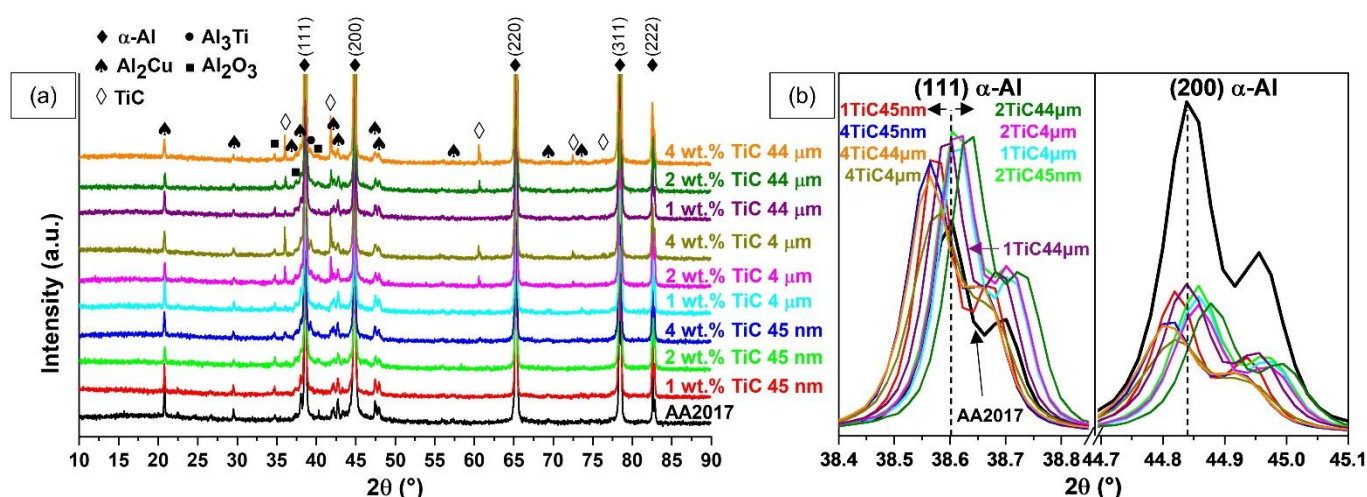 (a)
◆ α-Al ● Al₃Ti
♠ Al₂Cu ■ Al₂O₃
◇ TiC
(111)
(200)
(220)
(311)
(222)
4 wt.% TiC 44 μm
2 wt.% TiC 44 μm
1 wt.% TiC 44 μm
4 wt.% TiC 4 μm
2 wt.% TiC 4 μm
1 wt.% TiC 4 μm
4 wt.% TiC 45 nm
2 wt.% TiC 45 nm
1 wt.% TiC 45 nm
AA2017
Intensity (a.u.)
10 15 20 25 30 35 40 45 50 55 60 65 70 75 80 85 90
2θ (°)
(b)
(111) α-Al
(200) α-Al
1TiC45nm 2TiC44μm
4TiC45nm 2TiC4μm
4TiC44μm 1TiC4μm
4TiC4μm 2TiC45nm
1TiC44μm
AA2017
38.4 38.5 38.6 38.7 38.8 44.7 44.8 44.9 45.0 45.1
2θ (°)